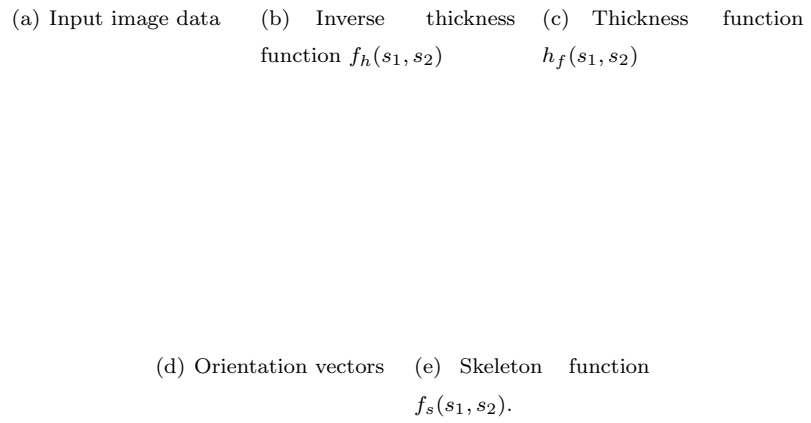 (a) Input image data
(b) Inverse thickness
function f_h(s_1, s_2)
(c) Thickness function
h_f(s_1, s_2)
(d) Orientation vectors
(e) Skeleton function
f_s(s_1, s_2).